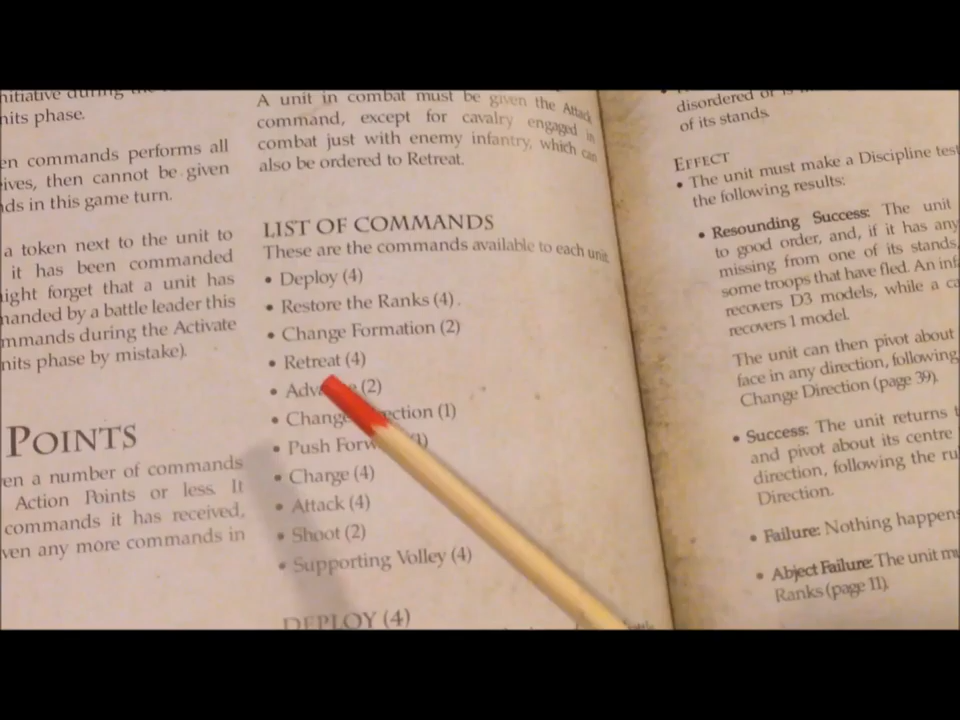 nitiative during the
nits phase.
en commands performs all
ives, then cannot be given
ds in this game turn.
a token next to the unit to
it has been commanded
ight forget that a unit has
manded by a battle leader this
mmands during the Activate
nits phase by mistake).
POINTS
en a number of commands
Action Points or less. It
commands it has received,
ven any more commands in
A unit in combat must be given the Attack
command, except for cavalry engaged in
combat just with enemy infantry, which can
also be ordered to Retreat.
LIST OF COMMANDS
These are the commands available to each unit.
• Deploy (4)
• Restore the Ranks (4).
• Change Formation (2)
• Retreat (4)
• Adv e (2)
• Change ection (1)
• Push Forw (1)
• Charge (4)
• Attack (4)
• Shoot (2)
• Supporting Volley (4)
DEPLOY (4)
disordered or is
of its stands.
EFFECT
• The unit must make a Discipline test
the following results:
• Resounding Success: The unit
to good order, and, if it has any
missing from one of its stands,
some troops that have fled. An inf
recovers D3 models, while a ca
recovers 1 model.
The unit can then pivot about
face in any direction, following
Change Direction (page 39).
• Success: The unit returns t
and pivot about its centre
direction, following the ru
Direction.
• Failure: Nothing happens
• Abject Failure: The unit mu
Ranks (page 11).